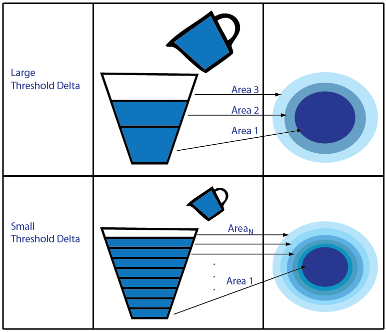 Large
Threshold Delta
Area 3
Area 2
Area 1
Small
Threshold Delta
AreaN
.
.
.
Area 1